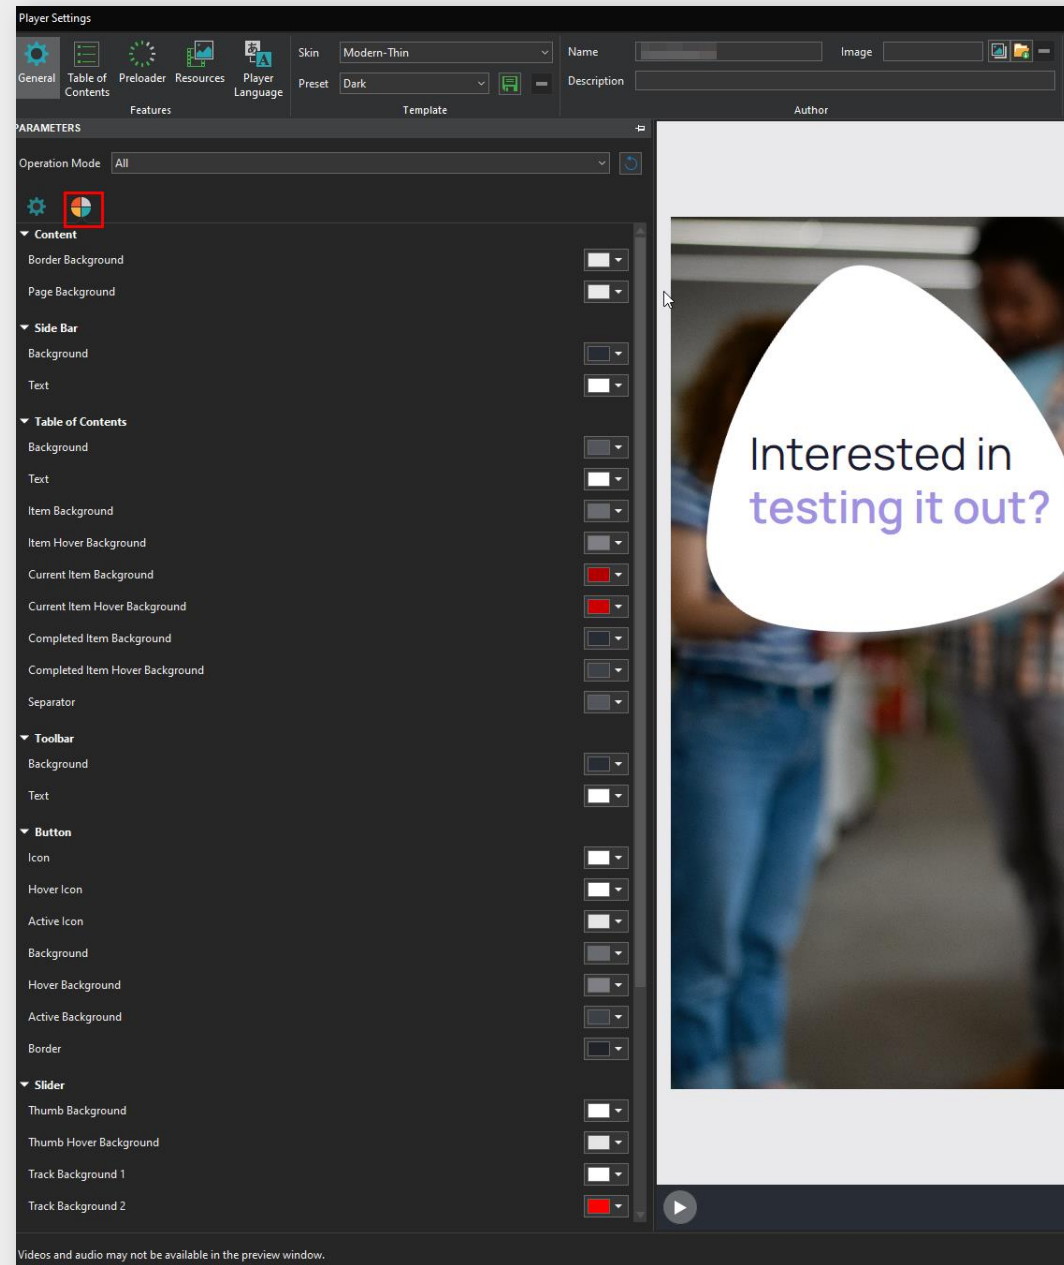 Player Settings
General
Table of Contents
Preloader
Resources
Player Language
Features
Skin
Modern-Thin
Preset
Dark
Template
Name
Image
Description
Author
PARAMETERS
Operation Mode
All
Content
Border Background
Page Background
Side Bar
Background
Text
Table of Contents
Background
Text
Item Background
Item Hover Background
Current Item Background
Current Item Hover Background
Completed Item Background
Completed Item Hover Background
Separator
Toolbar
Background
Text
Button
Icon
Hover Icon
Active Icon
Background
Hover Background
Active Background
Border
Slider
Thumb Background
Thumb Hover Background
Track Background 1
Track Background 2
Interested in
testing it out?
Videos and audio may not be available in the preview window.